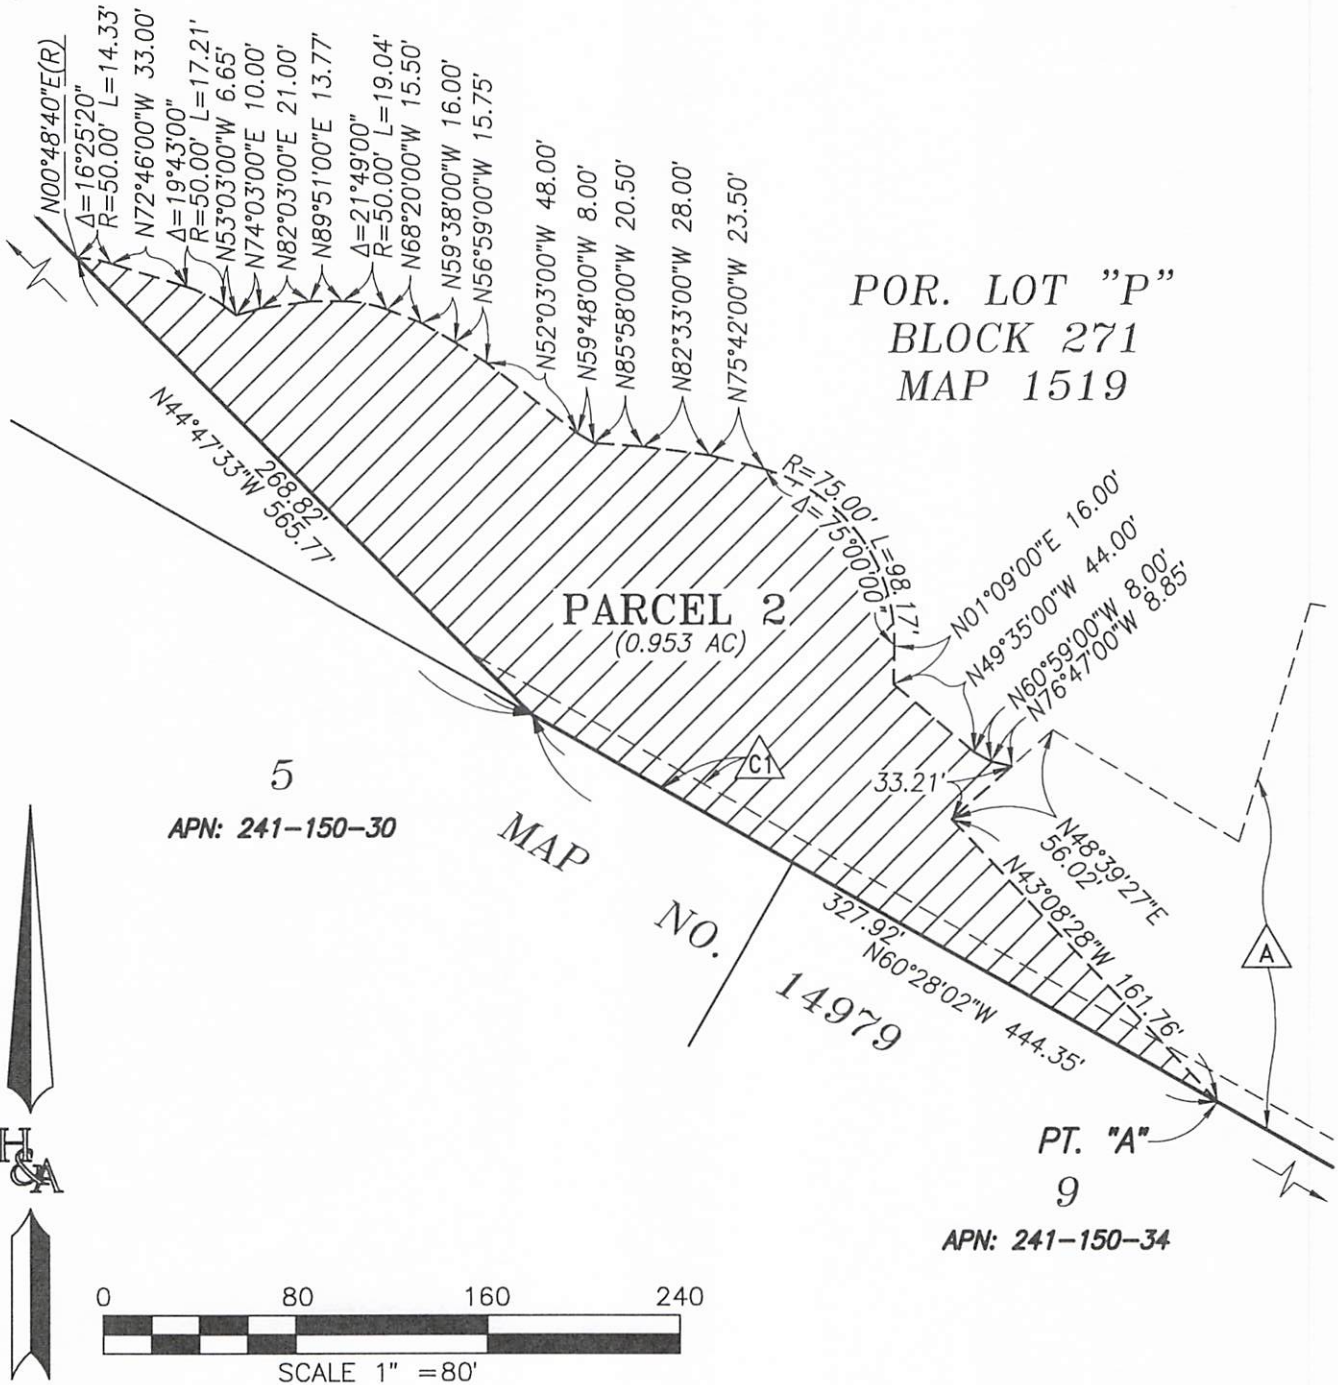 N00°48'40"E(R)
Δ=16°25'20"
R=50.00' L=14.33'
N72°46'00"W 33.00'
Δ=19°43'00"
R=50.00' L=17.21'
N53°03'00"W 6.65'
N74°03'00"E 10.00'
N82°03'00"E 21.00'
N89°51'00"E 13.77'
Δ=21°49'00"
R=50.00' L=19.04'
N68°20'00"W 15.50'
N59°38'00"W 16.00'
N56°59'00"W 15.75'
N52°03'00"W 48.00'
N59°48'00"W 8.00'
N85°58'00"W 20.50'
N82°33'00"W 28.00'
N75°42'00"W 23.50'
POR. LOT "P"
BLOCK 271
MAP 1519
R=75.00' L=98.17'
Δ=75°00'00"
N01°09'00"E 16.00'
N49°35'00"W 44.00'
N60°59'00"W 8.00'
N76°47'00"W 8.85'
268.82'
N44°47'33"W 565.77'
PARCEL 2
(0.953 AC)
C1
33.21'
N48°39'27"E
56.02'
5
APN: 241-150-30
MAP NO. 14979
N43°08'28"W 161.76'
327.92'
N60°28'02"W 444.35'
A
PT. "A"
9
APN: 241-150-34
H&A
0 80 160 240
SCALE 1" =80'